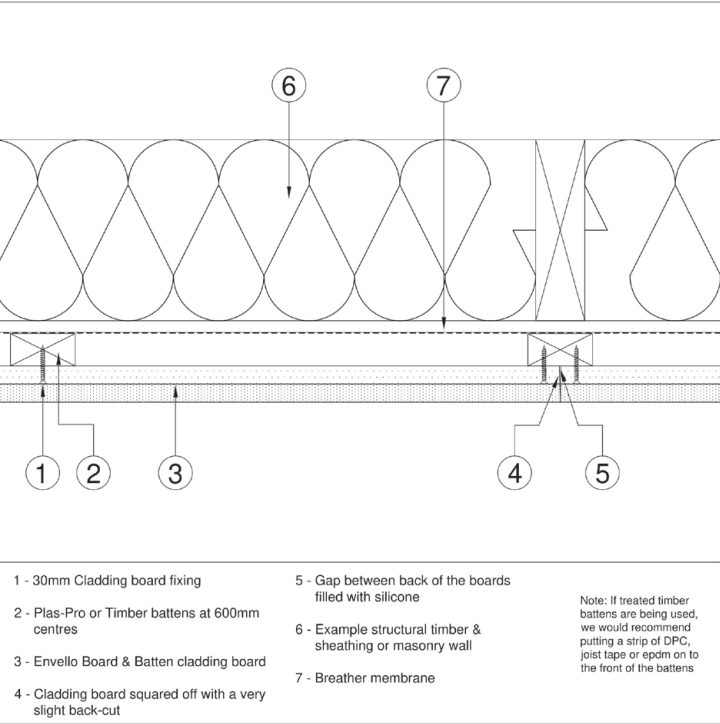 6
7
1
2
3
4
5
1 - 30mm Cladding board fixing
2 - Plas-Pro or Timber battens at 600mm
centres
3 - Envello Board & Batten cladding board
4 - Cladding board squared off with a very
slight back-cut
5 - Gap between back of the boards
filled with silicone
6 - Example structural timber &
sheathing or masonry wall
7 - Breather membrane
Note: If treated timber
battens are being used,
we would recommend
putting a strip of DPC,
joist tape or epdm on to
the front of the battens